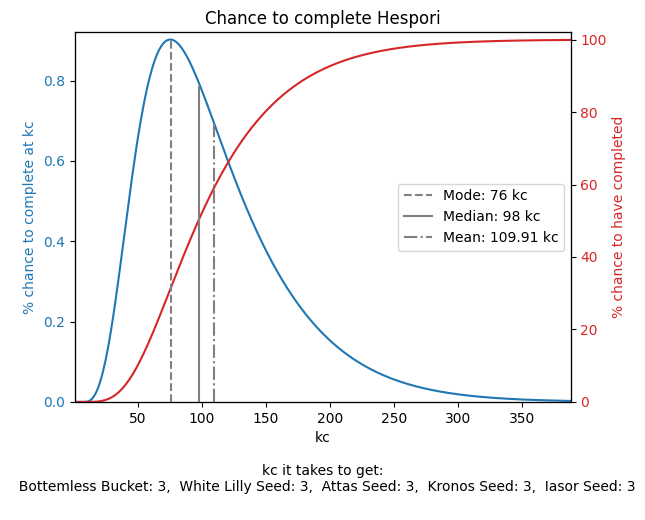 Chance to complete Hespori
% chance to complete at kc
0.8
0.6
0.4
0.2
0.0
100
80
60
40
20
0
% chance to have completed
Mode: 76 kc
Median: 98 kc
Mean: 109.91 kc
50 100 150 200 250 300 350
kc
kc it takes to get:
Bottemless Bucket: 3, White Lilly Seed: 3, Attas Seed: 3, Kronos Seed: 3, Iasor Seed: 3